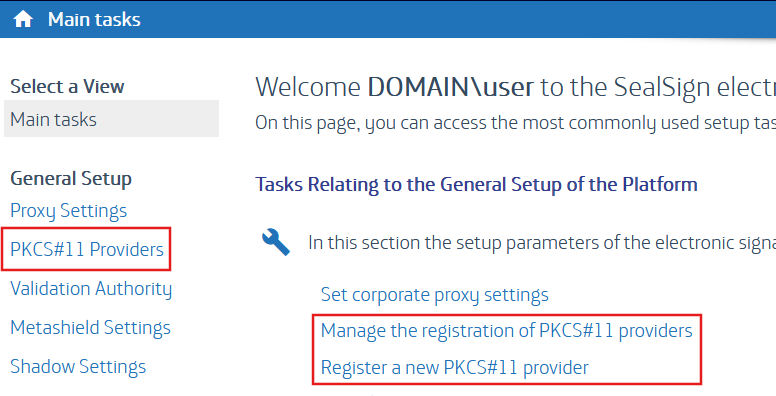 Main tasks
Select a View
Main tasks
General Setup
Proxy Settings
PKCS#11 Providers
Validation Authority
Metashield Settings
Shadow Settings
Welcome DOMAIN\user to the SealSign electr
On this page, you can access the most commonly used setup tas
Tasks Relating to the General Setup of the Platform
In this section the setup parameters of the electronic signa
Set corporate proxy settings
Manage the registration of PKCS#11 providers
Register a new PKCS#11 provider